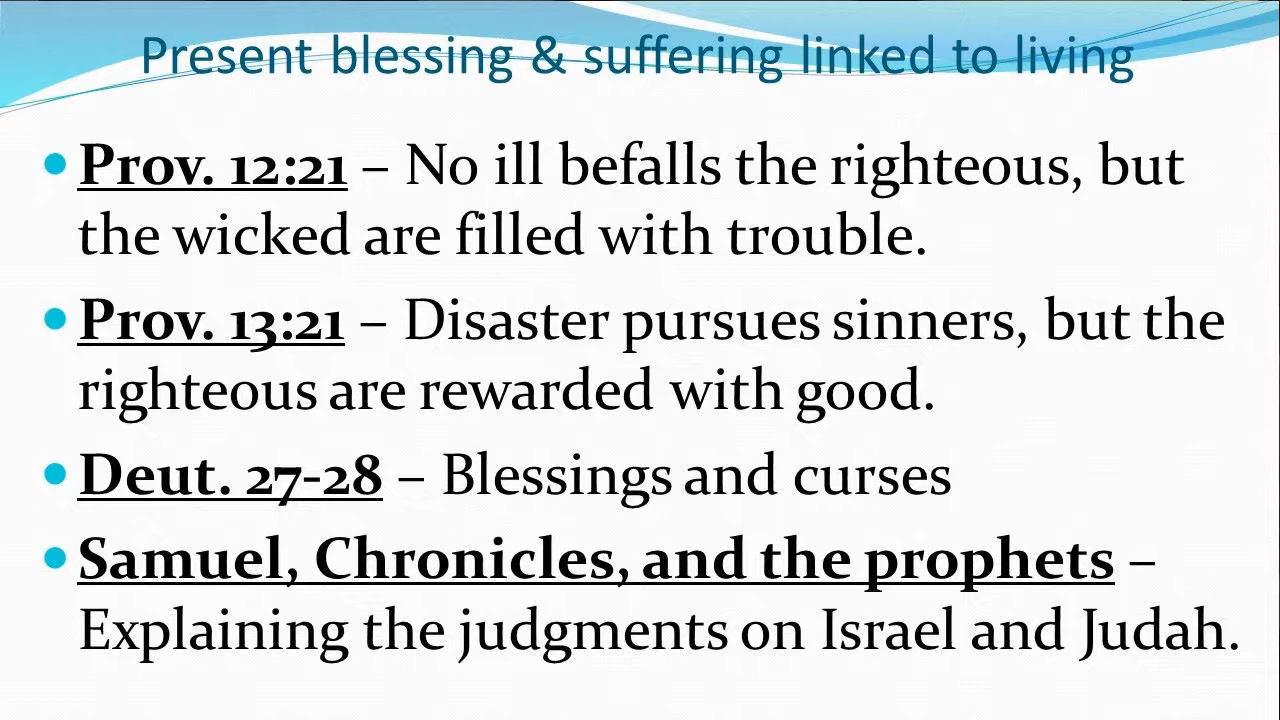 Present blessing & suffering linked to living
• Prov. 12:21 – No ill befalls the righteous, but
the wicked are filled with trouble.
• Prov. 13:21 – Disaster pursues sinners, but the
righteous are rewarded with good.
• Deut. 27-28 – Blessings and curses
• Samuel, Chronicles, and the prophets –
Explaining the judgments on Israel and Judah.